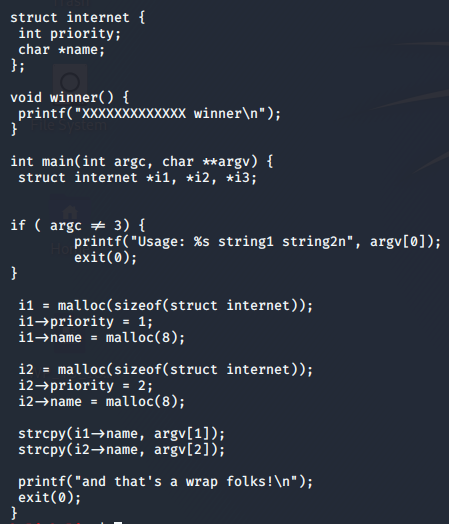 struct internet {
 int priority;
 char *name;
};
void winner() {
 printf("XXXXXXXXXXXXX winner\n");
}
int main(int argc, char **argv) {
 struct internet *i1, *i2, *i3;
if ( argc ≠ 3) {
        printf("Usage: %s string1 string2n", argv[0]);
        exit(0);
}
 i1 = malloc(sizeof(struct internet));
 i1→priority = 1;
 i1→name = malloc(8);
 i2 = malloc(sizeof(struct internet));
 i2→priority = 2;
 i2→name = malloc(8);
 strcpy(i1→name, argv[1]);
 strcpy(i2→name, argv[2]);
 printf("and that's a wrap folks!\n");
 exit(0);
}